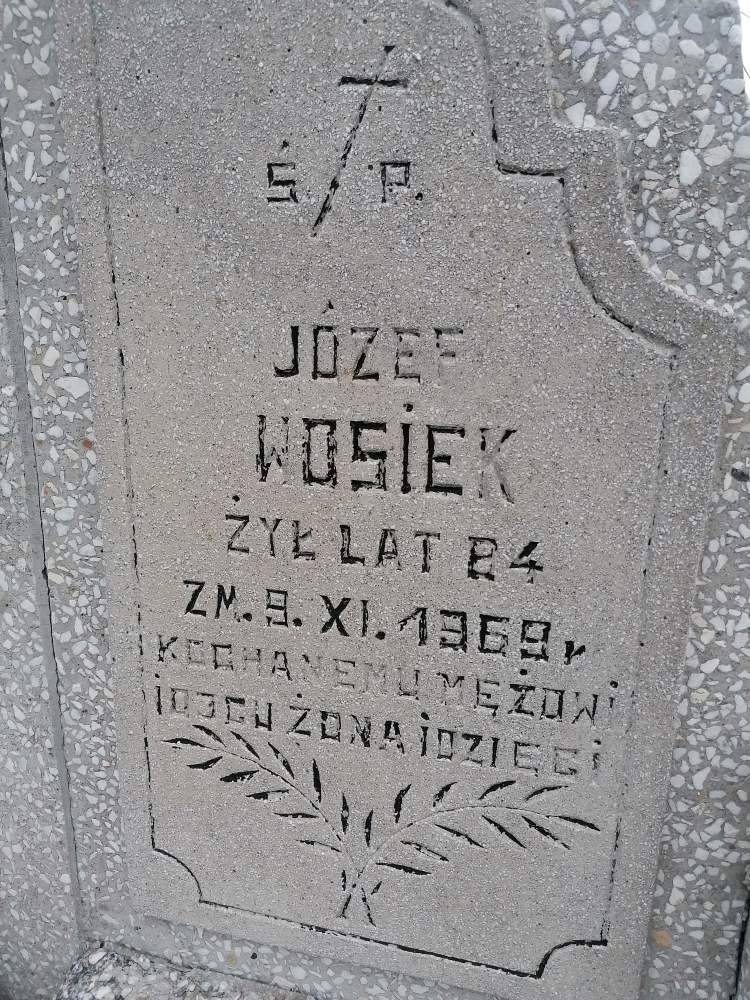 Ś. P.
JÓZEF
WOSIEK
ŻYŁ LAT 84
ZM. 9. XI. 1969 r
KOCHANEMU MĘŻOWI
i OJCU ŻONA i DZIECI